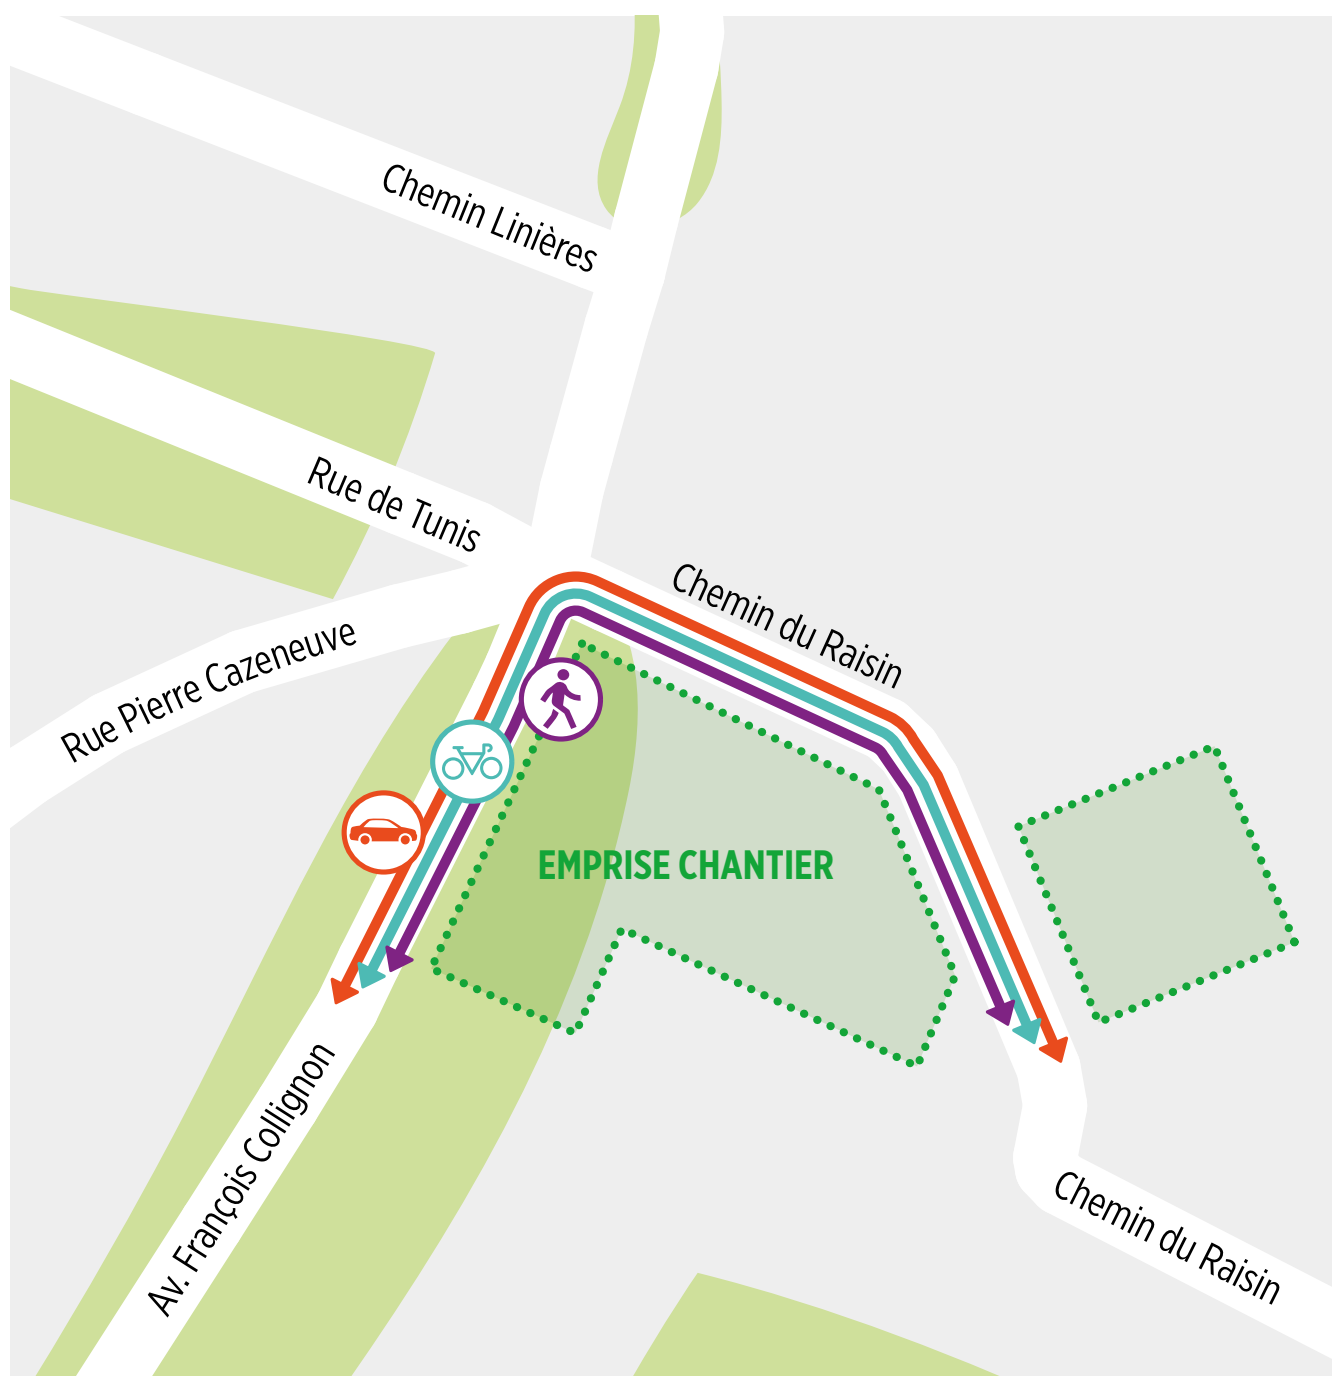 Chemin Linières
Rue de Tunis
Chemin du Raisin
Rue Pierre Cazeneuve
EMPRISE CHANTIER
Av. François Collignon
Chemin du Raisin